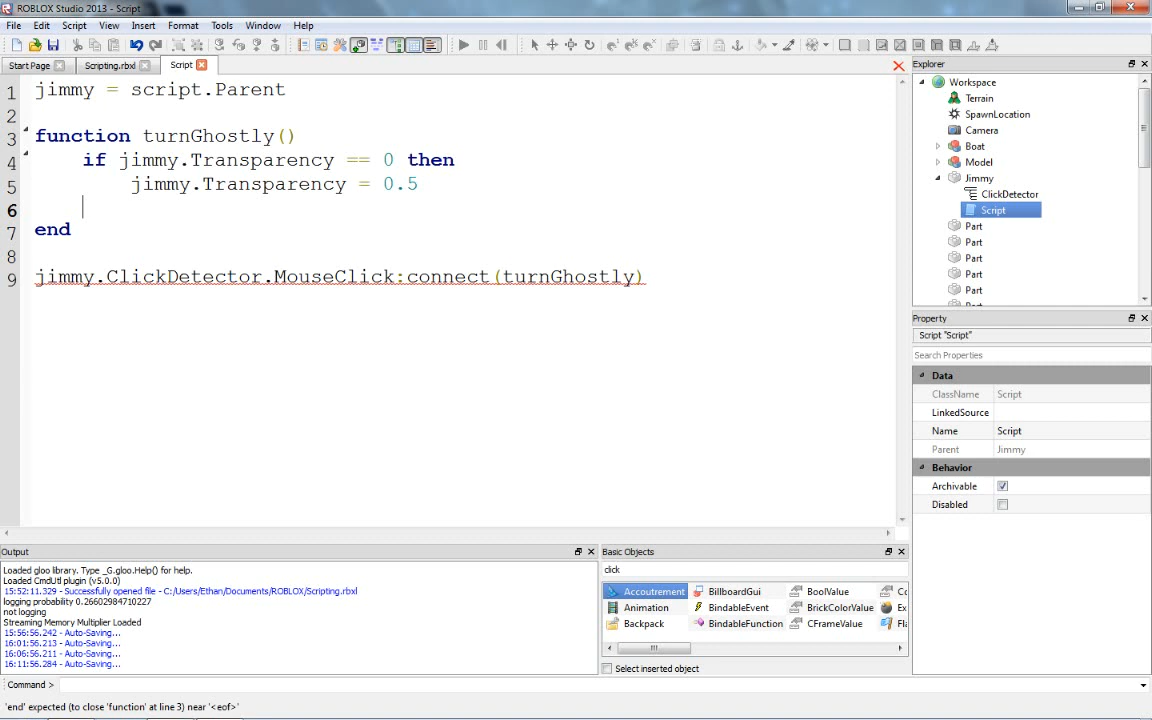 ROBLOX Studio 2013 - Script
File Edit Script View Insert Format Tools Window Help
Start Page Scripting.rbxl Script
1 jimmy = script.Parent
2
3 function turnGhostly()
4 if jimmy.Transparency == 0 then
5 jimmy.Transparency = 0.5
6
7 end
8
9 jimmy.ClickDetector.MouseClick:connect(turnGhostly)
Explorer
Workspace
Terrain
SpawnLocation
Camera
Boat
Model
Jimmy
ClickDetector
Script
Part
Part
Part
Part
Part
Property
Script "Script"
Search Properties
Data
ClassName Script
LinkedSource
Name Script
Parent Jimmy
Behavior
Archivable
Disabled
Output
Loaded gloo library. Type _G.gloo.Help() for help.
Loaded CmdUtl plugin (v5.0.0)
15:52:11.329 - Successfully opened file - C:/Users/Ethan/Documents/ROBLOX/Scripting.rbxl
logging probability 0.26602984710227
not logging
Streaming Memory Multiplier Loaded
15:56:56.242 - Auto-Saving...
16:01:56.213 - Auto-Saving...
16:06:56.211 - Auto-Saving...
16:11:56.284 - Auto-Saving...
Basic Objects
click
Accoutrement BillboardGui BoolValue
Animation BindableEvent BrickColorValue Ex
Backpack BindableFunction CFrameValue
Select inserted object
Command >
'end' expected (to close 'function' at line 3) near '<eof>'